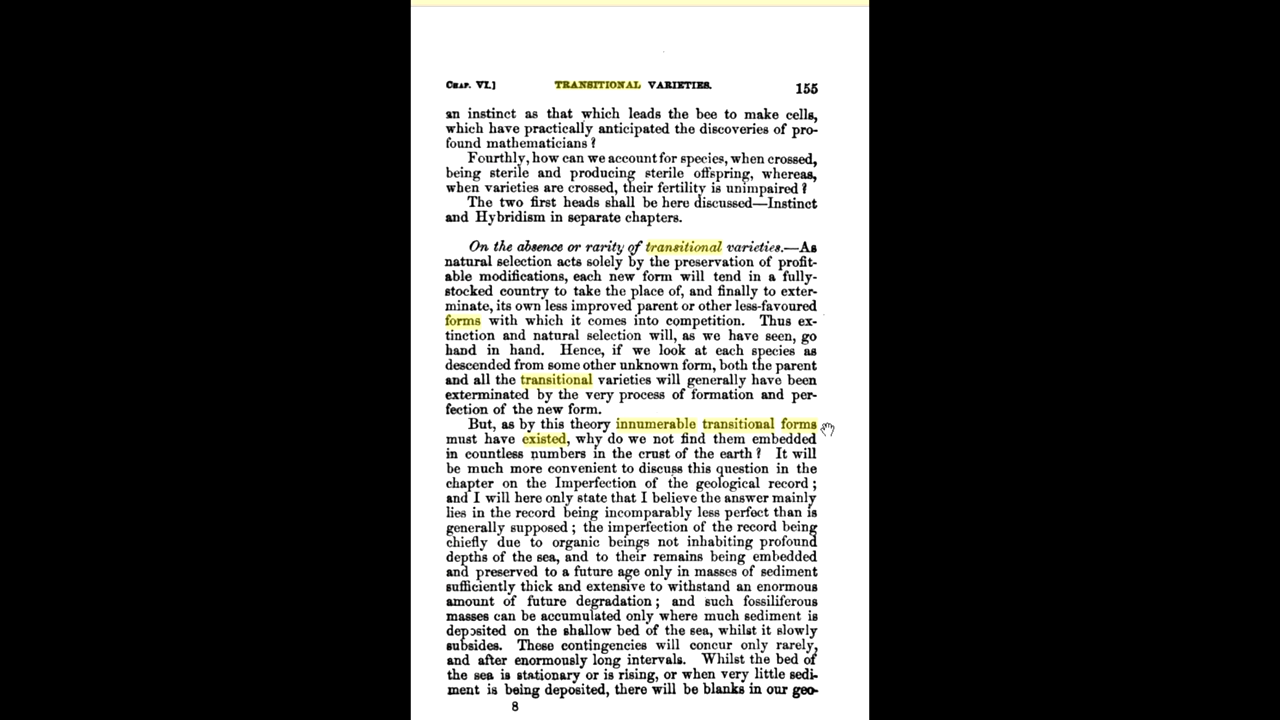 CHAP. VI.] TRANSITIONAL VARIETIES. 155
an instinct as that which leads the bee to make cells,
which have practically anticipated the discoveries of pro-
found mathematicians?
Fourthly, how can we account for species, when crossed,
being sterile and producing sterile offspring, whereas,
when varieties are crossed, their fertility is unimpaired?
The two first heads shall be here discussed—Instinct
and Hybridism in separate chapters.
On the absence or rarity of transitional varieties.—As
natural selection acts solely by the preservation of profit-
able modifications, each new form will tend in a fully-
stocked country to take the place of, and finally to exter-
minate, its own less improved parent or other less-favoured
forms with which it comes into competition. Thus ex-
tinction and natural selection will, as we have seen, go
hand in hand. Hence, if we look at each species as
descended from some other unknown form, both the parent
and all the transitional varieties will generally have been
exterminated by the very process of formation and per-
fection of the new form.
But, as by this theory innumerable transitional forms
must have existed, why do we not find them embedded
in countless numbers in the crust of the earth? It will
be much more convenient to discuss this question in the
chapter on the Imperfection of the geological record;
and I will here only state that I believe the answer mainly
lies in the record being incomparably less perfect than is
generally supposed; the imperfection of the record being
chiefly due to organic beings not inhabiting profound
depths of the sea, and to their remains being embedded
and preserved to a future age only in masses of sediment
sufficiently thick and extensive to withstand an enormous
amount of future degradation; and such fossiliferous
masses can be accumulated only where much sediment is
deposited on the shallow bed of the sea, whilst it slowly
subsides. These contingencies will concur only rarely,
and after enormously long intervals. Whilst the bed of
the sea is stationary or is rising, or when very little sedi-
ment is being deposited, there will be blanks in our geo-
8